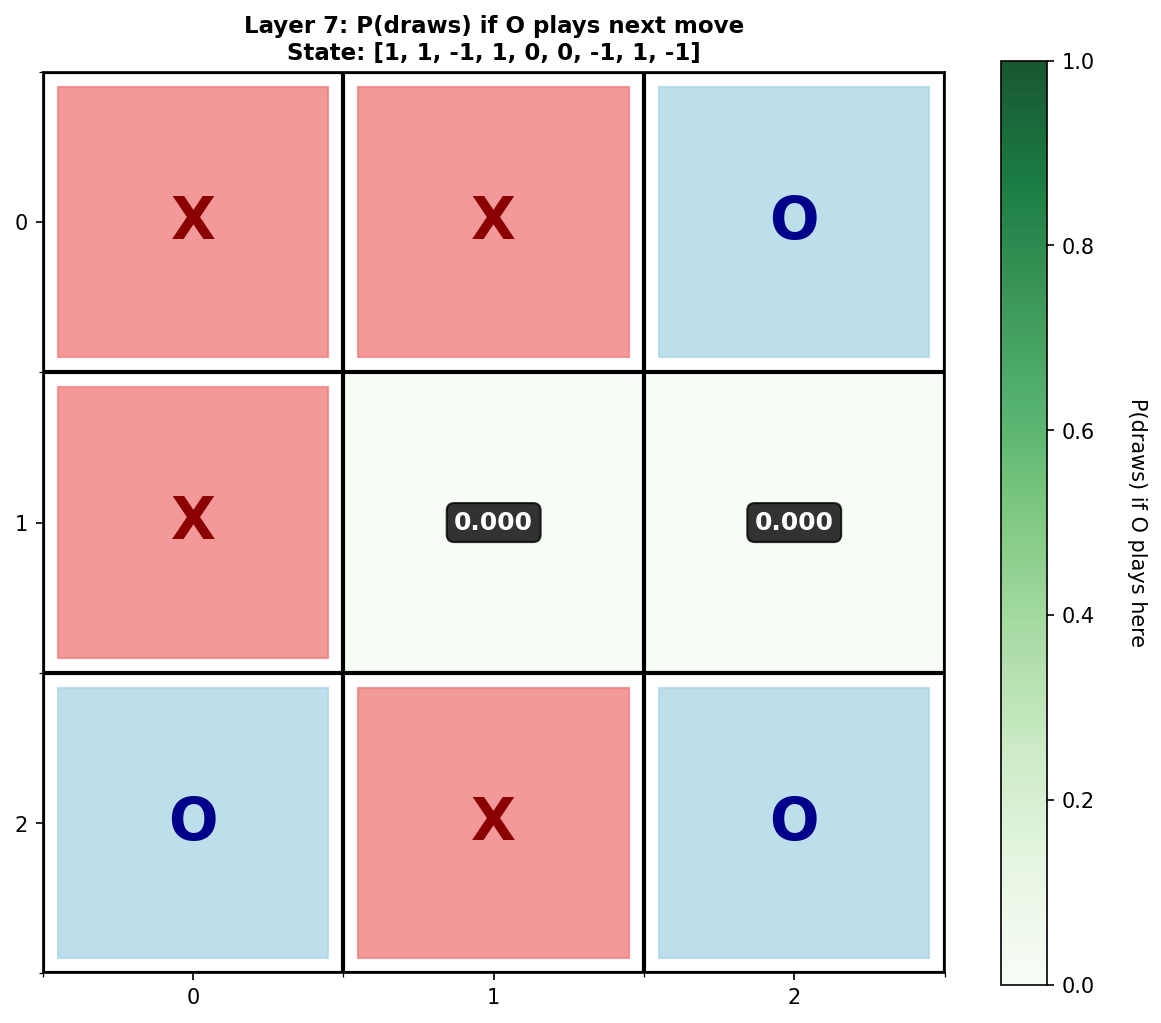 Layer 7: P(draws) if O plays next move
State: [1, 1, -1, 1, 0, 0, -1, 1, -1]
0
X
X
O
1
X
0.000
0.000
2
O
X
O
0
1
2
1.0
0.8
0.6
0.4
0.2
0.0
P(draws) if O plays here